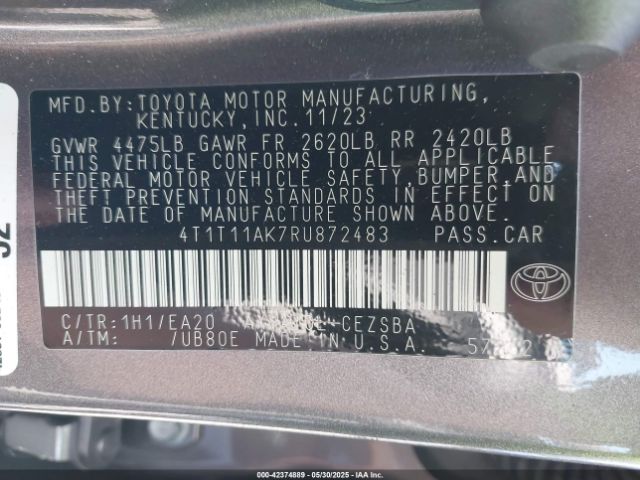 MFD.BY:TOYOTA MOTOR MANUFACTURING,
KENTUCKY,INC.11/23
GVWR 4475LB GAWR FR 2620LB RR 2420LB
THIS VEHICLE CONFORMS TO ALL APPLICABLE
FEDERAL MOTOR VEHICLE SAFETY,BUMPER,AND
THEFT PREVENTION STANDARDS IN EFFECT ON
THE DATE OF MANUFACTURE SHOWN ABOVE.
4T1T11AK7RU872483 PASS.CAR
C/TR:1H1/EA20
A/TM: /UB80E MADE IN U.S.A.
000-42374889 05/30/2025 IAA Inc.